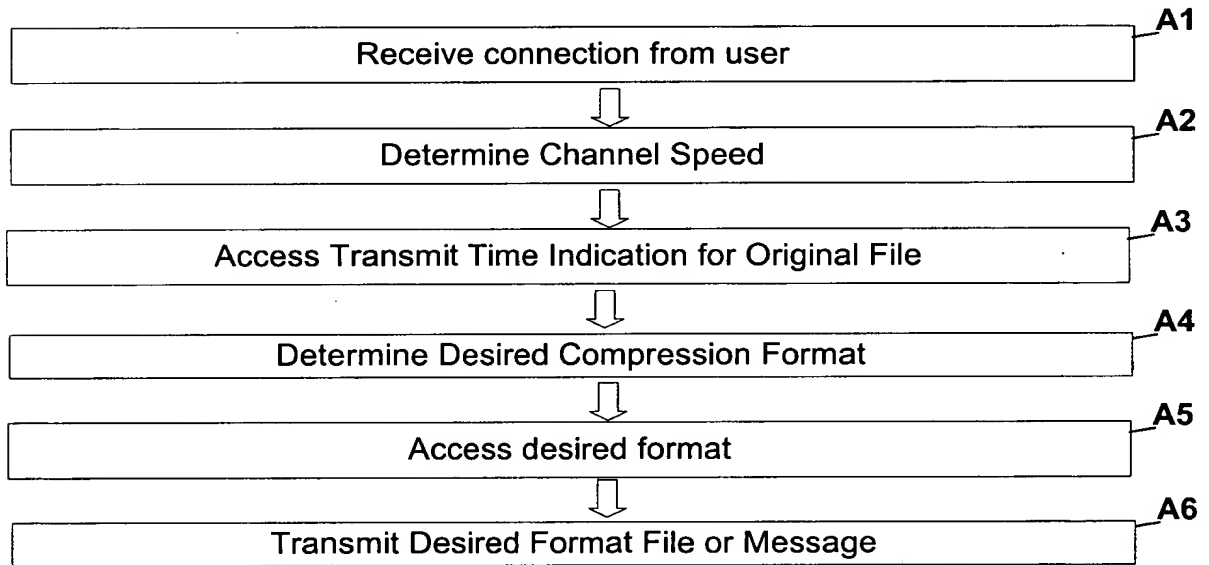 A1
Receive connection from user
A2
Determine Channel Speed
A3
Access Transmit Time Indication for Original File
A4
Determine Desired Compression Format
A5
Access desired format
A6
Transmit Desired Format File or Message